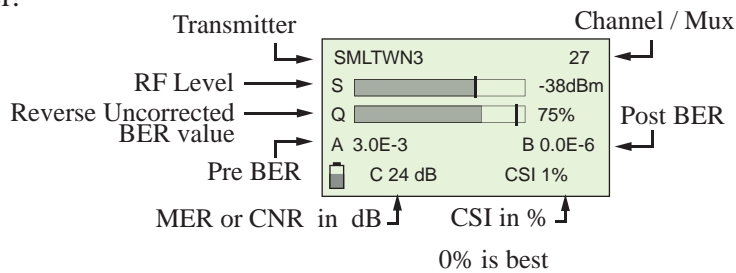 Transmitter
Channel / Mux
SMLTWN3 27
RF Level
S -38dBm
Reverse Uncorrected
BER value
Q 75%
Post BER
A 3.0E-3 B 0.0E-6
Pre BER
C 24 dB CSI 1%
MER or CNR in dB
CSI in %
0% is best